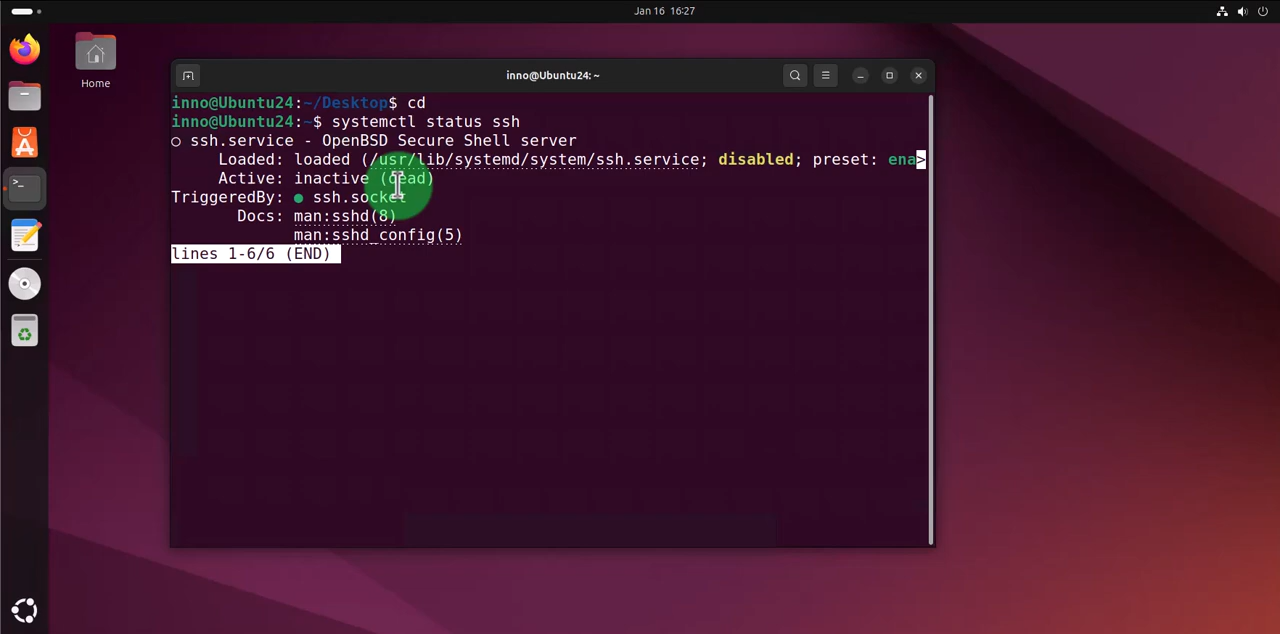 Jan 16 16:27
Home
inno@Ubuntu24: ~
inno@Ubuntu24:~/Desktop$ cd
inno@Ubuntu24:~$ systemctl status ssh
○ ssh.service - OpenBSD Secure Shell server
Loaded: loaded (/usr/lib/systemd/system/ssh.service; disabled; preset: ena>
Active: inactive (dead)
TriggeredBy: ● ssh.socket
Docs: man:sshd(8)
man:sshd_config(5)
lines 1-6/6 (END)